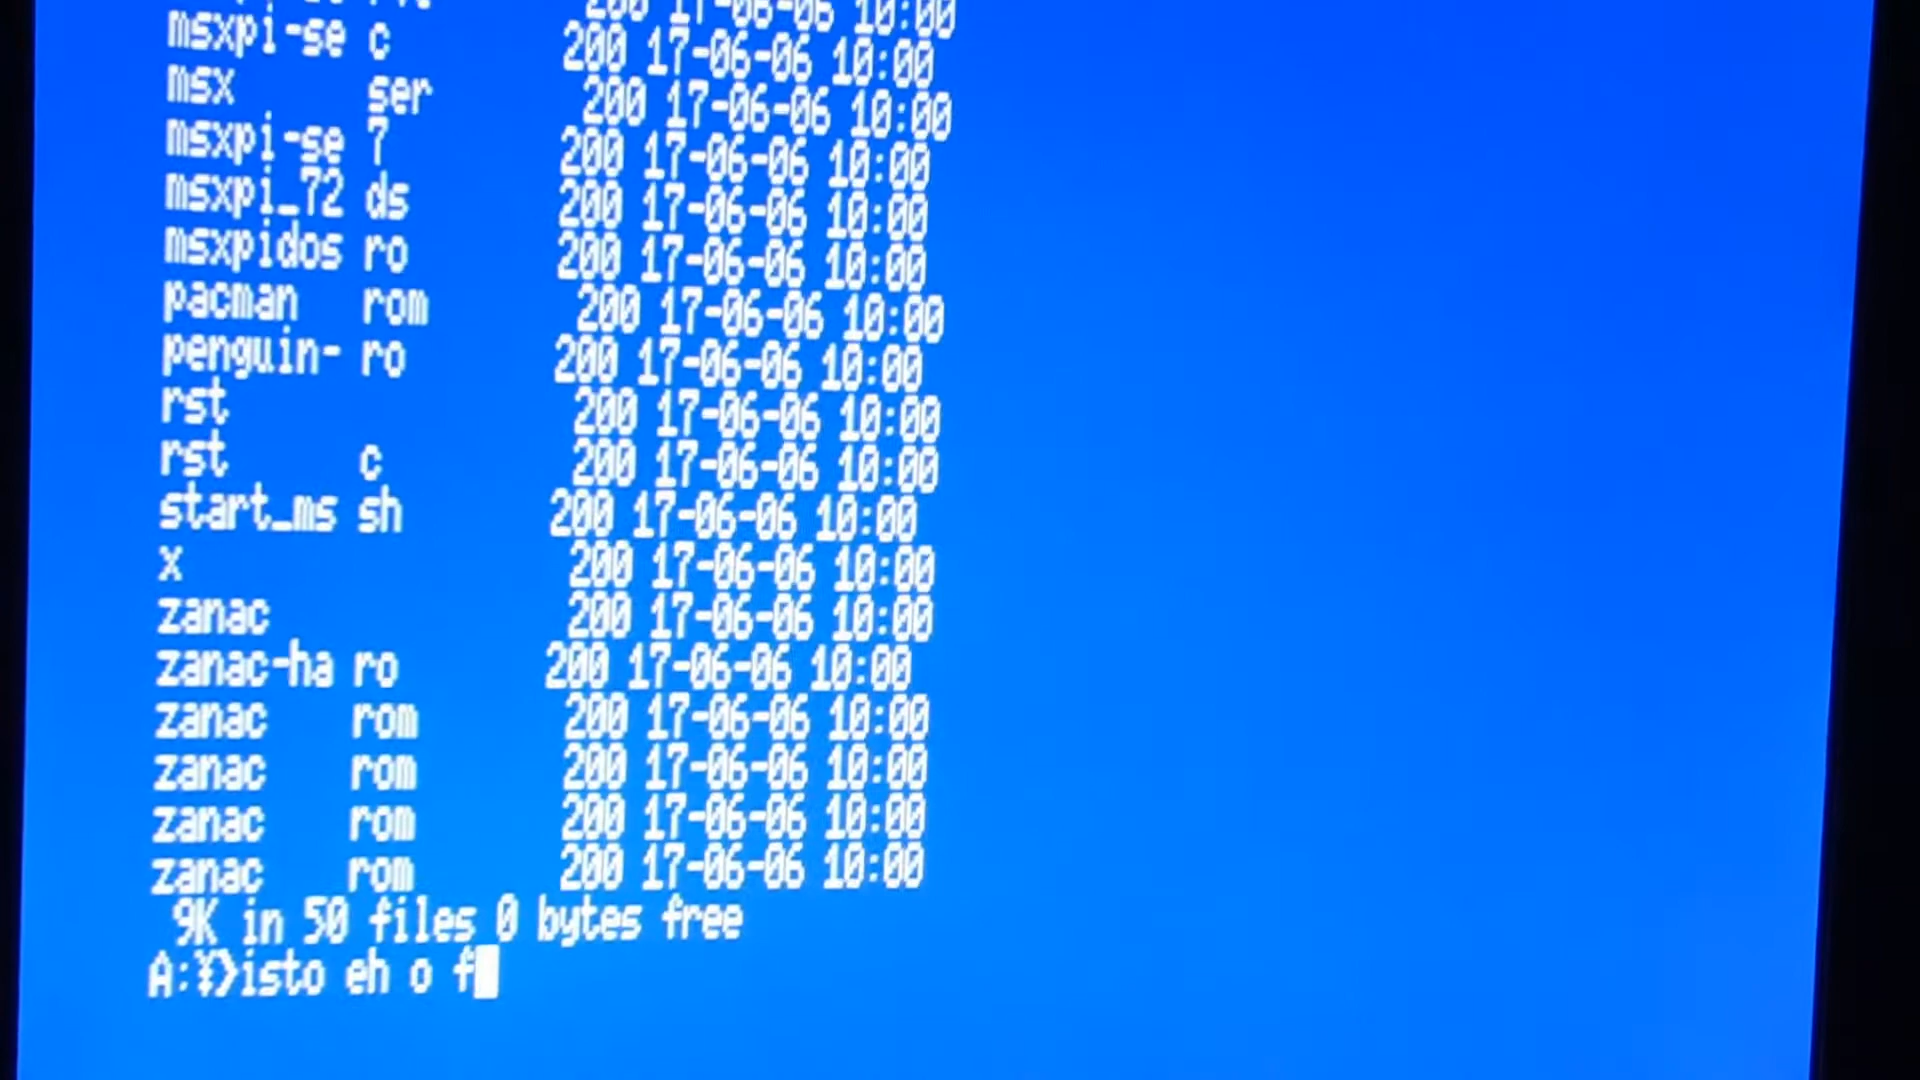 200 17-06-06 10:00
msxpi-se c 200 17-06-06 10:00
msx ser 200 17-06-06 10:00
msxpi-se 7 200 17-06-06 10:00
msxpi_72 ds 200 17-06-06 10:00
msxpidos ro 200 17-06-06 10:00
pacman rom 200 17-06-06 10:00
penguin- ro 200 17-06-06 10:00
rst 200 17-06-06 10:00
rst c 200 17-06-06 10:00
start_ms sh 200 17-06-06 10:00
x 200 17-06-06 10:00
zanac 200 17-06-06 10:00
zanac-ha ro 200 17-06-06 10:00
zanac rom 200 17-06-06 10:00
zanac rom 200 17-06-06 10:00
zanac rom 200 17-06-06 10:00
zanac rom 200 17-06-06 10:00
9K in 50 files 0 bytes free
A:¥>isto eh o f